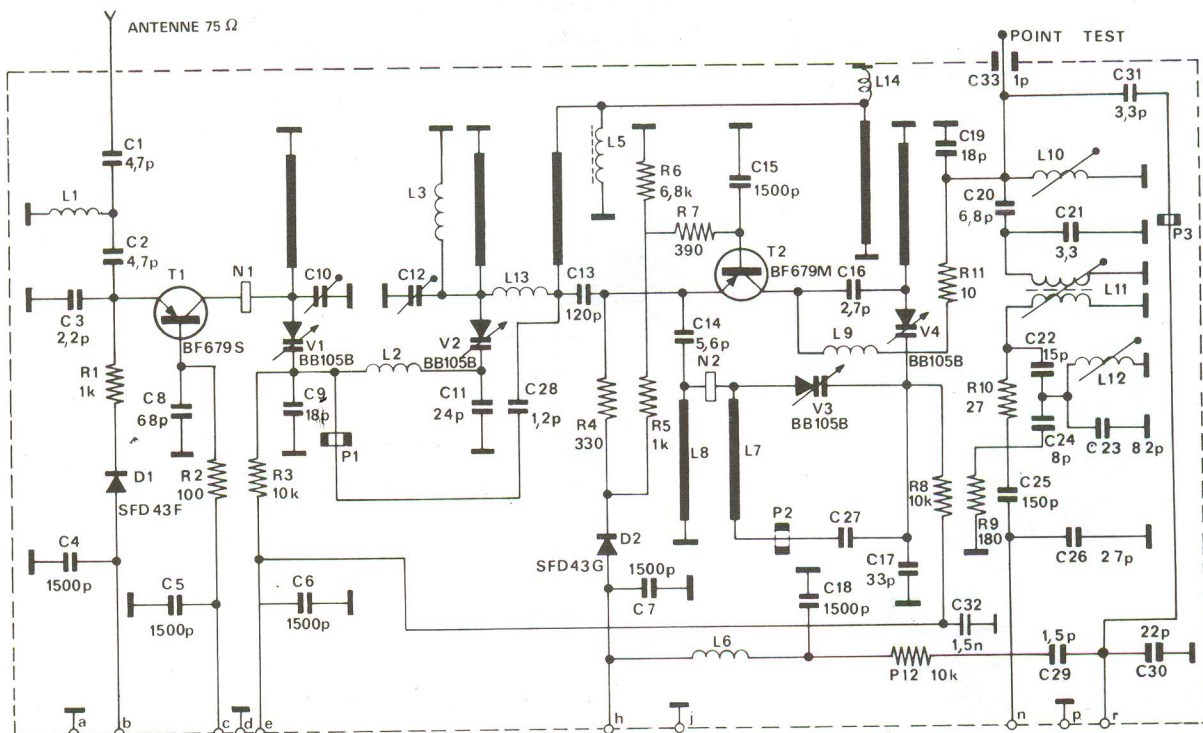 ANTENNE 75 Ω
POINT TEST
C33
1p
C31
3,3p
L14
C1
4,7p
L1
C2
4,7p
C3
2,2p
T1
BF679S
N1
C10
V1
BB105B
L3
C12
L13
V2
BB105B
L2
C13
120p
L5
R6
6,8k
R7
390
C15
1500p
T2
BF679M
C16
2,7p
C19
18p
L10
C20
6,8p
C21
3,3
P3
R11
10
L11
V4
BB105B
L9
C14
5,6p
N2
V3
BB105B
C22
15p
L12
R10
27
C24
8p
C23
82p
R1
1k
C8
68p
C9
18p
P1
C11
24p
C28
1,2p
R4
330
R5
1k
L8
L7
R8
10k
C25
150p
R9
180
D1
SFD43F
R2
100
R3
10k
D2
SFD43G
P2
C27
C17
33p
C26
27p
C4
1500p
C5
1500p
C6
1500p
1500p
C7
C18
1500p
C32
1,5n
L6
P12
10k
1,5p
C29
22p
C30
a
b
c
d
e
h
j
n
p
r